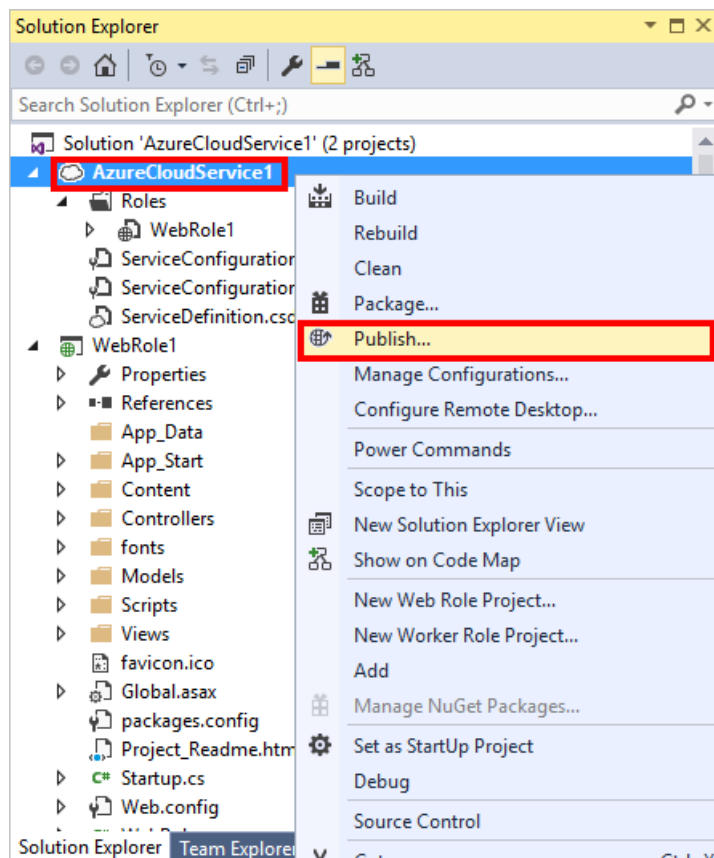 Solution Explorer
Search Solution Explorer (Ctrl+;)
Solution 'AzureCloudService1' (2 projects)
AzureCloudService1
Roles
WebRole1
ServiceConfiguration
ServiceConfiguration
ServiceDefinition.csd
WebRole1
Properties
References
App_Data
App_Start
Content
Controllers
fonts
Models
Scripts
Views
favicon.ico
Global.asax
packages.config
Project_Readme.htm
C# Startup.cs
Web.config
Solution Explorer
Team Explorer
Build
Rebuild
Clean
Package...
Publish...
Manage Configurations...
Configure Remote Desktop...
Power Commands
Scope to This
New Solution Explorer View
Show on Code Map
New Web Role Project...
New Worker Role Project...
Add
Manage NuGet Packages...
Set as StartUp Project
Debug
Source Control